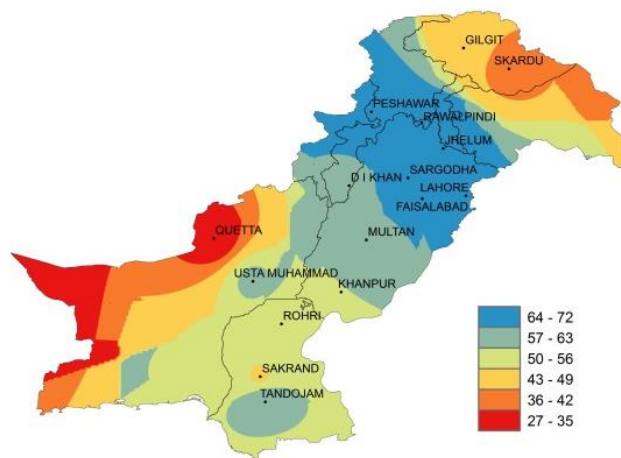 GILGIT
SKARDU
PESHAWAR
RAWALPINDI
JRELUM
SARGODHA
D I KHAN
LAHORE
FAISALABAD
QUETTA
MULTAN
USTA MUHAMMAD
KHANPUR
ROHRI
SAKRAND
TANDOJAM
64 - 72
57 - 63
50 - 56
43 - 49
36 - 42
27 - 35